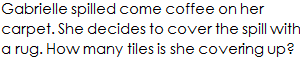 Gabrielle spilled come coffee on her
carpet. She decides to cover the spill with
a rug. How many tiles is she covering up?